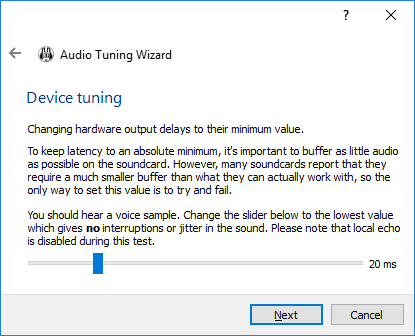 ?
Audio Tuning Wizard
Device tuning
Changing hardware output delays to their minimum value.
To keep latency to an absolute minimum, it's important to buffer as little audio
as possible on the soundcard. However, many soundcards report that they
require a much smaller buffer than what they can actually work with, so the
only way to set this value is to try and fail.
You should hear a voice sample. Change the slider below to the lowest value
which gives no interruptions or jitter in the sound. Please note that local echo
is disabled during this test.
20 ms
Next
Cancel